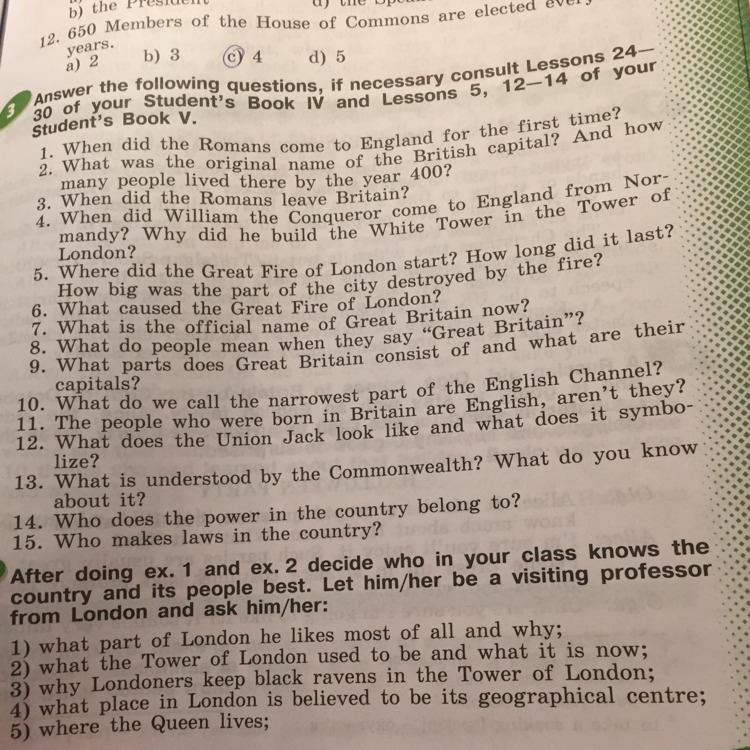 b) the President
d) the
12. 650 Members of the House of Commons are elected every
years.
a) 2 b) 3 c) 4 d) 5
3 Answer the following questions, if necessary consult Lessons 24—
30 of your Student's Book IV and Lessons 5, 12—14 of your
Student's Book V.
1. When did the Romans come to England for the first time?
2. What was the original name of the British capital? And how
many people lived there by the year 400?
3. When did the Romans leave Britain?
4. When did William the Conqueror come to England from Nor-
mandy? Why did he build the White Tower in the Tower of
London?
5. Where did the Great Fire of London start? How long did it last?
How big was the part of the city destroyed by the fire?
6. What caused the Great Fire of London?
7. What is the official name of Great Britain now?
8. What do people mean when they say “Great Britain”?
9. What parts does Great Britain consist of and what are their
capitals?
10. What do we call the narrowest part of the English Channel?
11. The people who were born in Britain are English, aren't they?
12. What does the Union Jack look like and what does it symbo-
lize?
13. What is understood by the Commonwealth? What do you know
about it?
14. Who does the power in the country belong to?
15. Who makes laws in the country?
After doing ex. 1 and ex. 2 decide who in your class knows the
country and its people best. Let him/her be a visiting professor
from London and ask him/her:
1) what part of London he likes most of all and why;
2) what the Tower of London used to be and what it is now;
3) why Londoners keep black ravens in the Tower of London;
4) what place in London is believed to be its geographical centre;
5) where the Queen lives;